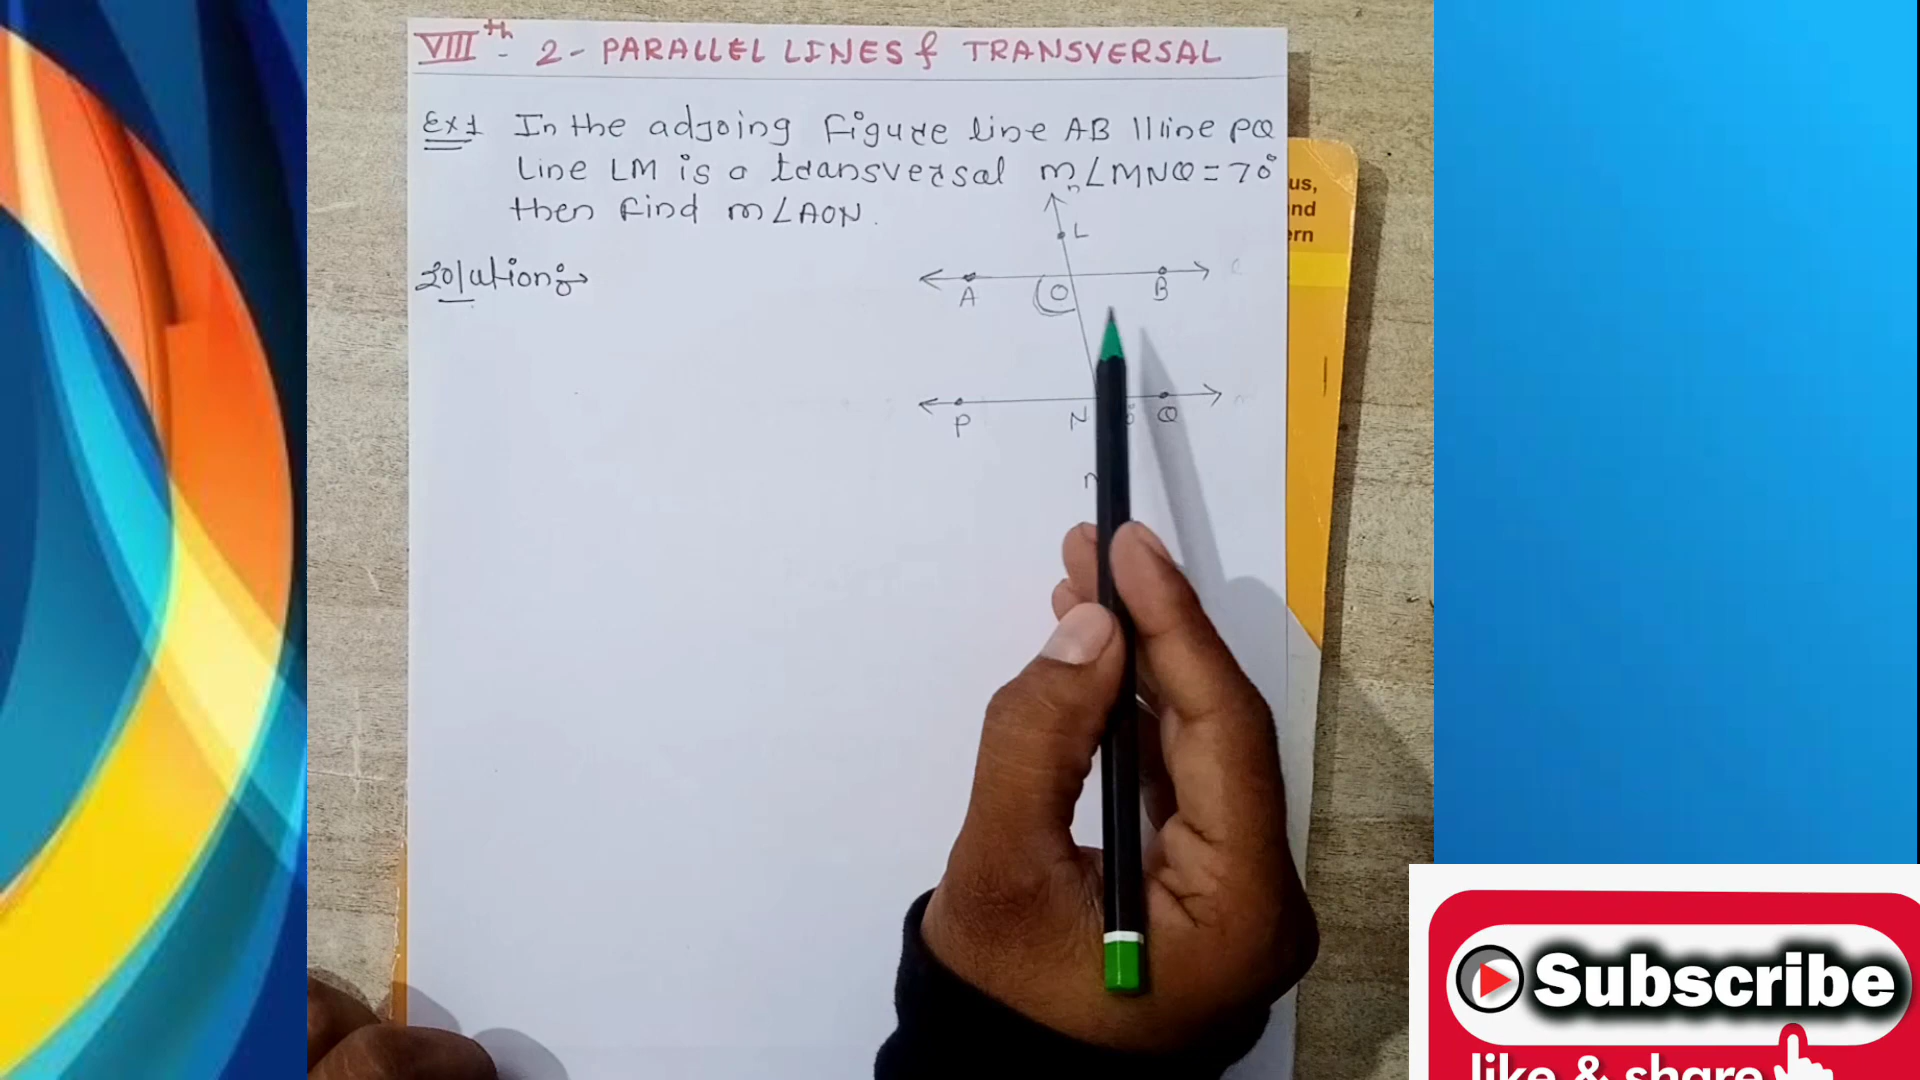 VIIIth - 2 - PARALLEL LINES & TRANSVERSAL
Ex 1 In the adjoing figure line AB || line PQ
Line LM is a transversal m∠MNQ = 70°
then find m∠AON.
Solution:→
n
L
A
O
B
P
N
Q
us,
nd
ern
Subscribe
like & share